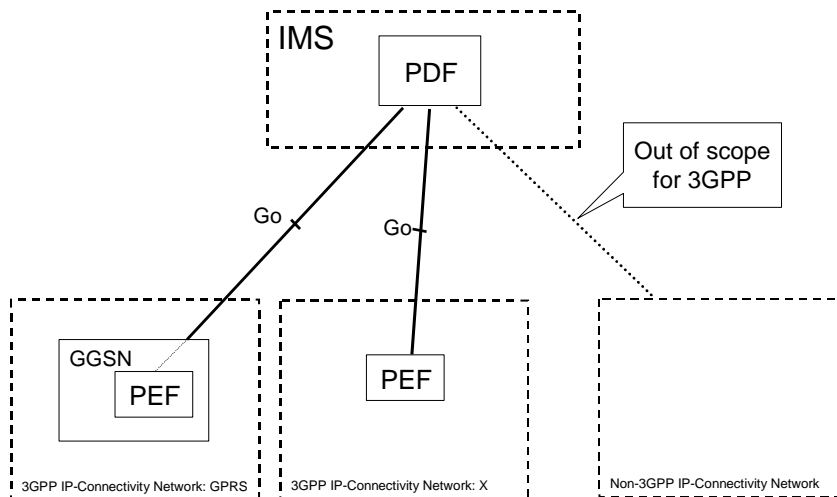 IMS
PDF
Out of scope
for 3GPP
Go
Go
GGSN
PEF
PEF
3GPP IP-Connectivity Network: GPRS
3GPP IP-Connectivity Network: X
Non-3GPP IP-Connectivity Network